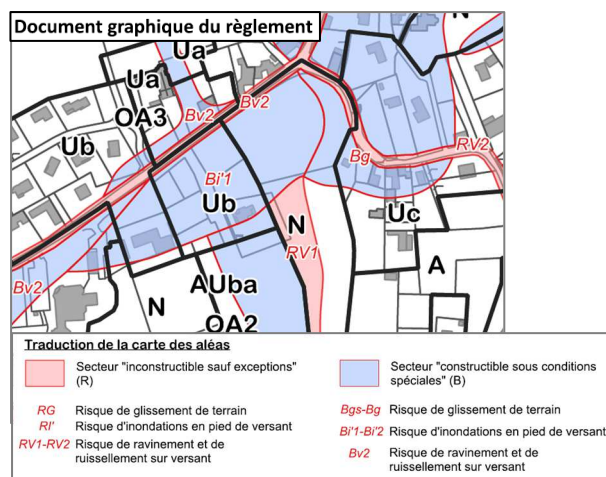 Document graphique du règlement
N
Ua
Ua
Bv2
Bv2
OA3
Ub
Bg
RV2
Bi'1
Ub
N
Uc
RV1
A
AUba
Bv2
N
OA2
Traduction de la carte des aléas
Secteur "inconstructible sauf exceptions"
(R)
RG Risque de glissement de terrain
RI' Risque d'inondations en pied de versant
RV1-RV2 Risque de ravinement et de
ruissellement sur versant
Secteur "constructible sous conditions
spéciales" (B)
Bgs-Bg Risque de glissement de terrain
Bi'1-Bi'2 Risque d'inondations en pied de versant
Bv2 Risque de ravinement et de
ruissellement sur versant